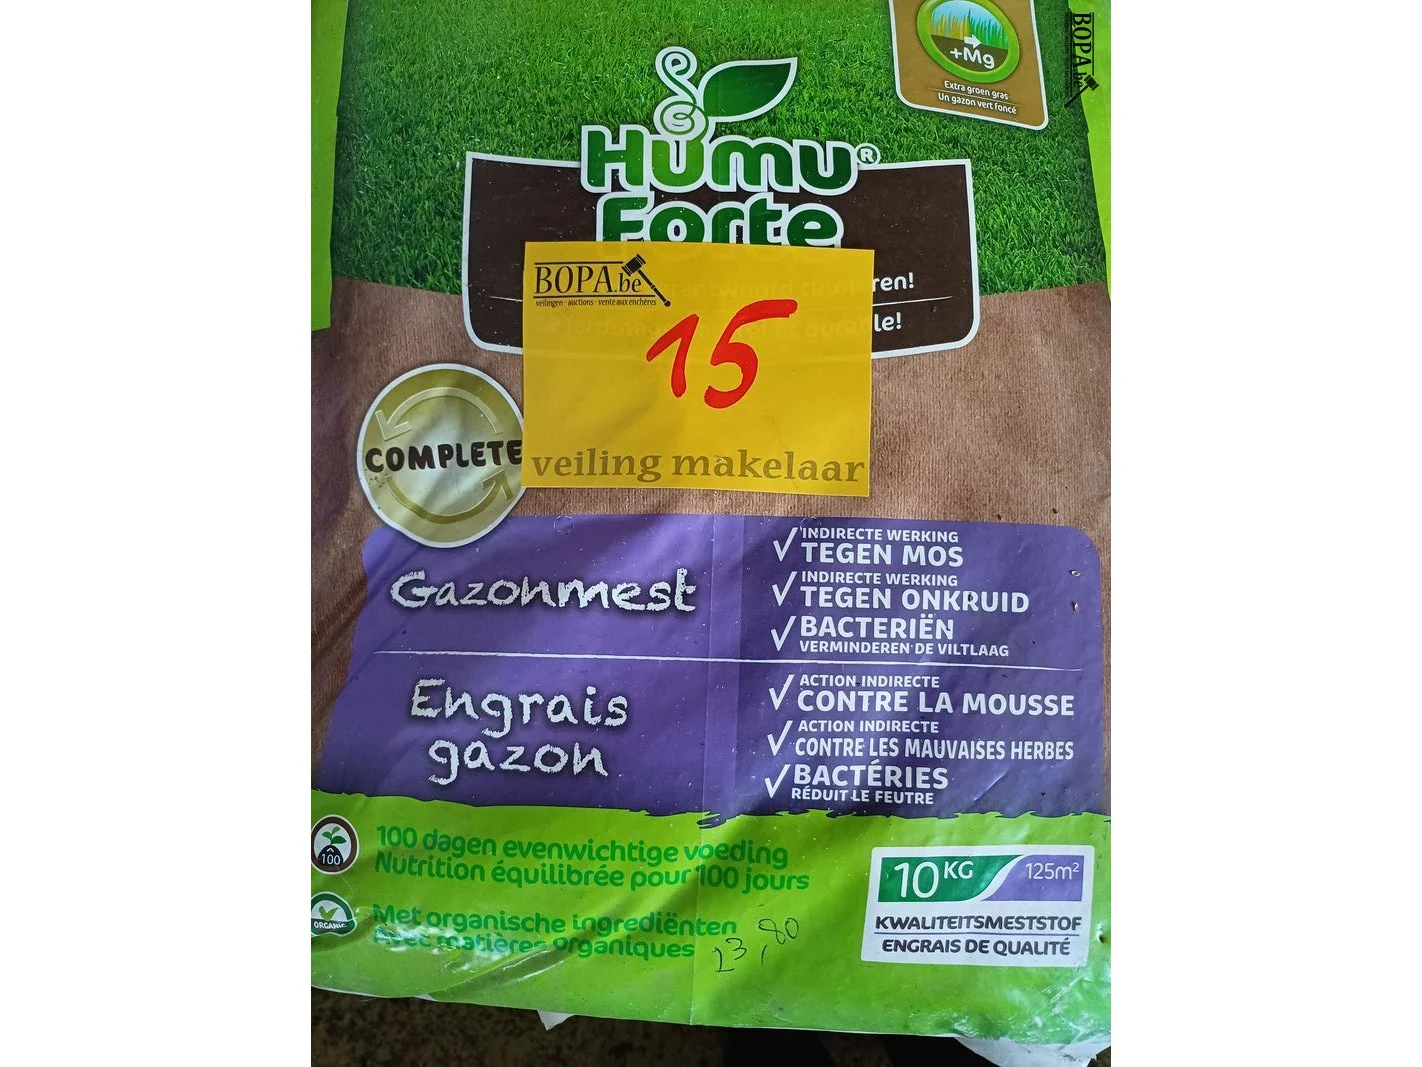 +Mg
Extra groen gras
Un gazon vert foncé
BOPA.be
Humu®
Forte
ren!
le!
BOPA.be
veilingen - auctions - vente aux enchères
15
veiling makelaar
COMPLETE
Gazonmest
INDIRECTE WERKING
TEGEN MOS
INDIRECTE WERKING
TEGEN ONKRUID
BACTERIËN
VERMINDEREN DE VILTLAAG
Engrais
gazon
ACTION INDIRECTE
CONTRE LA MOUSSE
ACTION INDIRECTE
CONTRE LES MAUVAISES HERBES
BACTÉRIES
RÉDUIT LE FEUTRE
100
100 dagen evenwichtige voeding
Nutrition équilibrée pour 100 jours
ORGANIC
Met organische ingrediënten
Avec matières organiques
23,80
10KG
125m²
KWALITEITSMESTSTOF
ENGRAIS DE QUALITÉ